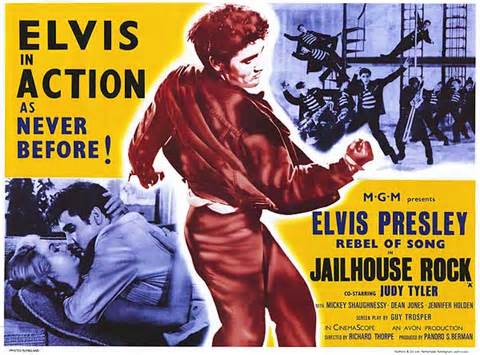 ELVIS
IN
ACTION
AS
NEVER
BEFORE!
M-G-M presents
ELVIS PRESLEY
REBEL OF SONG
IN
JAILHOUSE ROCK
'A'
CO-STARRING JUDY TYLER
WITH MICKEY SHAUGHNESSY · DEAN JONES · JENNIFER HOLDEN
SCREEN PLAY BY GUY TROSPER
IN CINEMASCOPE AN AVON PRODUCTION
DIRECTED BY RICHARD THORPE PRODUCED BY PANDRO S. BERMAN